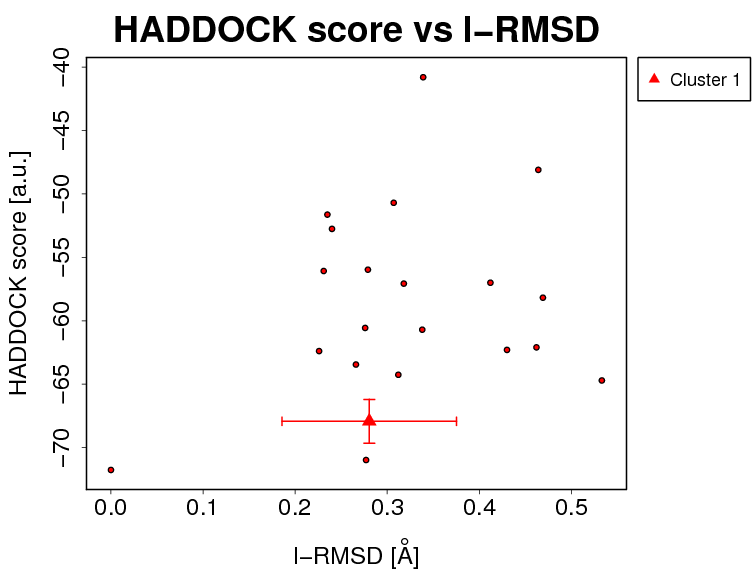 HADDOCK score vs l−RMSD
Cluster 1
HADDOCK score [a.u.]
−40
−45
−50
−55
−60
−65
−70
0.0 0.1 0.2 0.3 0.4 0.5
l−RMSD [Å]